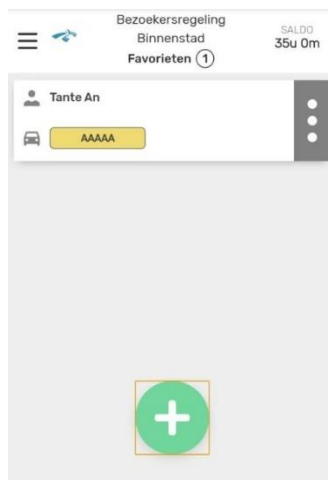 Bezoekersregeling
Binnenstad
Favorieten 1
SALDO
35u 0m
Tante An
AAAAA